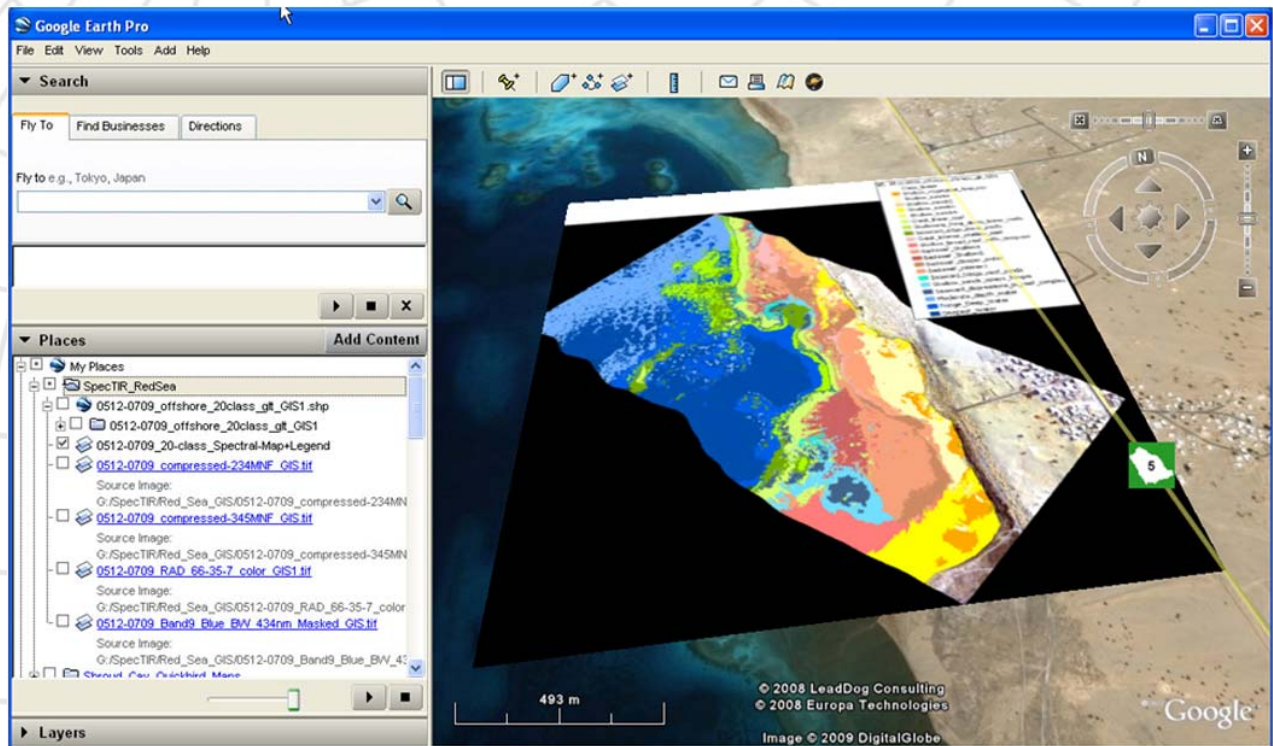 Google Earth Pro
File Edit View Tools Add Help
Search
Fly To Find Businesses Directions
Fly to e.g., Tokyo, Japan
Places Add Content
My Places
SpecTIR_RedSea
0512-0709_offshore_20class_glt_GIS1.shp
0512-0709_offshore_20class_glt_GIS1
0512-0709_20-class_Spectral-Map+Legend
0512-0709_compressed-234MNF_GIS.tif
Source Image:
G:/SpecTIR/Red_Sea_GIS/0512-0709_compressed-234MN
0512-0709_compressed-345MNF_GIS.tif
Source Image:
G:/SpecTIR/Red_Sea_GIS/0512-0709_compressed-345MN
0512-0709_RAD_66-35-7_color_GIS1.tif
Source Image:
G:/SpecTIR/Red_Sea_GIS/0512-0709_RAD_66-35-7_color
0512-0709_Band9_Blue_BW_434nm_Masked_GIS.tif
Source Image:
G:/SpecTIR/Red_Sea_GIS/0512-0709_Band9_Blue_BW_43
Shroud_Cay_Quickbird_Maps
Layers
N
5
493 m
© 2008 LeadDog Consulting
© 2008 Europa Technologies
Image © 2009 DigitalGlobe
Google